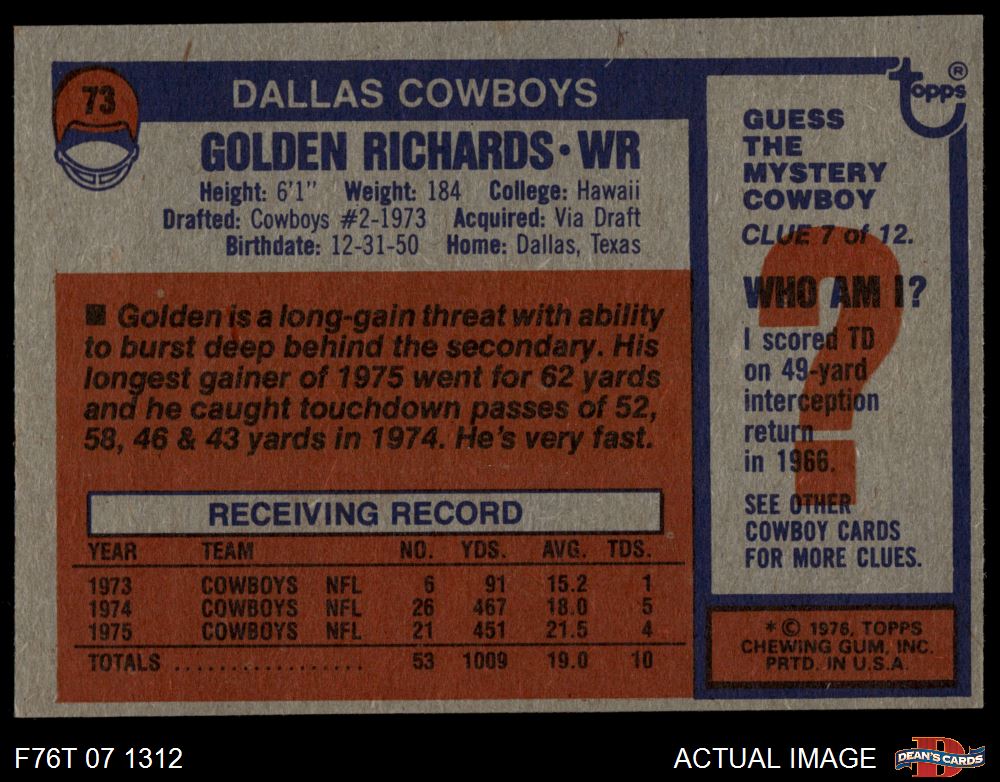 73
DALLAS COWBOYS
GOLDEN RICHARDS • WR
Height: 6'1" Weight: 184 College: Hawaii
Drafted: Cowboys #2-1973 Acquired: Via Draft
Birthdate: 12-31-50 Home: Dallas, Texas
■ Golden is a long-gain threat with ability
to burst deep behind the secondary. His
longest gainer of 1975 went for 62 yards
and he caught touchdown passes of 52,
58, 46 & 43 yards in 1974. He's very fast.
RECEIVING RECORD
YEAR TEAM NO. YDS. AVG. TDS.
1973 COWBOYS NFL 6 91 15.2 1
1974 COWBOYS NFL 26 467 18.0 5
1975 COWBOYS NFL 21 451 21.5 4
TOTALS .................. 53 1009 19.0 10
topps ®
GUESS
THE
MYSTERY
COWBOY
CLUE 7 of 12.
?
WHO AM I?
I scored TD
on 49-yard
interception
return
in 1966.
SEE OTHER
COWBOY CARDS
FOR MORE CLUES.
* © 1976, TOPPS
CHEWING GUM, INC.
PRTD. IN U.S.A.
F76T 07 1312
ACTUAL IMAGE
D
DEAN'S CARDS